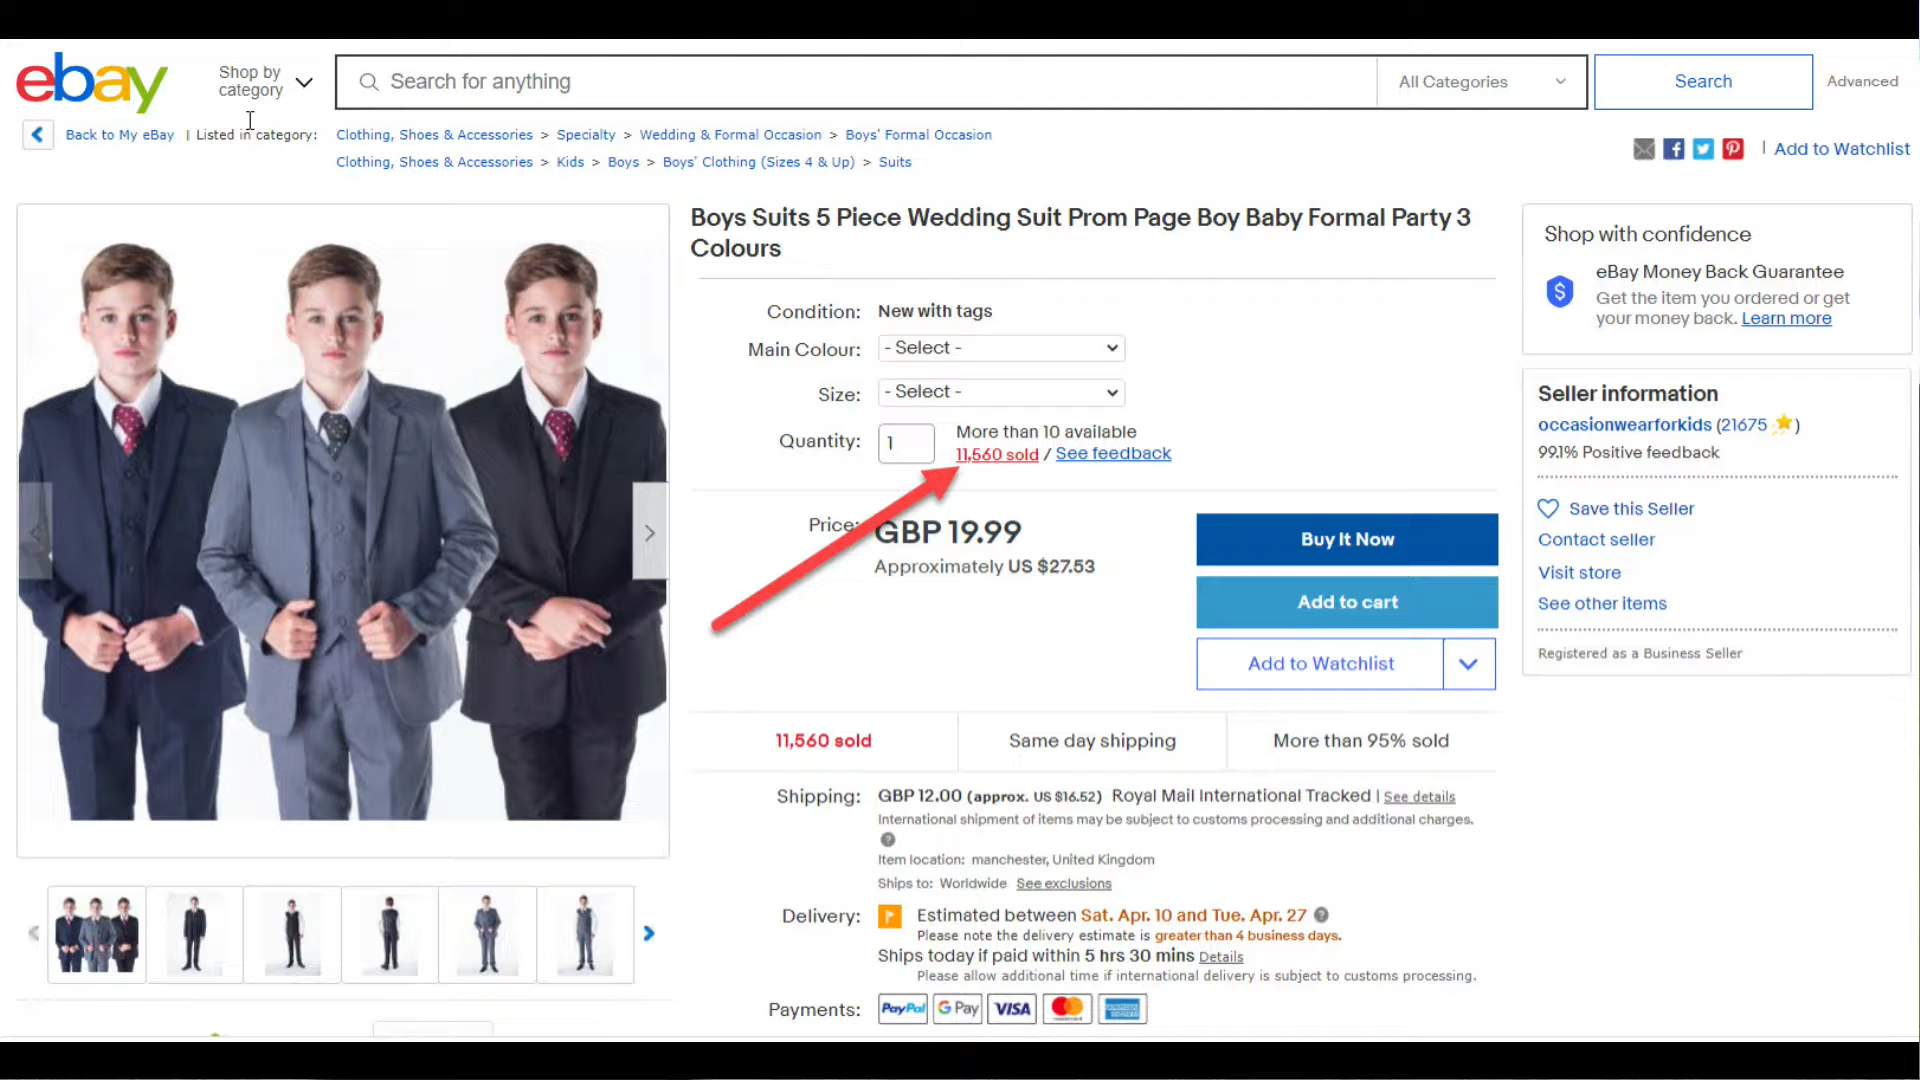 ebay
Shop by
category
Search for anything
All Categories
Search
Advanced
Back to My eBay | Listed in category:
Clothing, Shoes & Accessories > Specialty > Wedding & Formal Occasion > Boys' Formal Occasion
Clothing, Shoes & Accessories > Kids > Boys > Boys' Clothing (Sizes 4 & Up) > Suits
| Add to Watchlist
Boys Suits 5 Piece Wedding Suit Prom Page Boy Baby Formal Party 3
Colours
Condition: New with tags
Main Colour: - Select -
Size: - Select -
Quantity: 1
More than 10 available
11,560 sold / See feedback
Price: GBP 19.99
Approximately US $27.53
Buy It Now
Add to cart
Add to Watchlist
11,560 sold
Same day shipping
More than 95% sold
Shipping: GBP 12.00 (approx. US $16.52) Royal Mail International Tracked | See details
International shipment of items may be subject to customs processing and additional charges.
?
Item location: manchester, United Kingdom
Ships to: Worldwide See exclusions
Delivery: Estimated between Sat. Apr. 10 and Tue. Apr. 27 ?
Please note the delivery estimate is greater than 4 business days.
Ships today if paid within 5 hrs 30 mins Details
Please allow additional time if international delivery is subject to customs processing.
Payments: PayPal G Pay VISA mastercard
Shop with confidence
eBay Money Back Guarantee
$
Get the item you ordered or get
your money back. Learn more
Seller information
occasionwearforkids (21675)
99.1% Positive feedback
Save this Seller
Contact seller
Visit store
See other items
Registered as a Business Seller